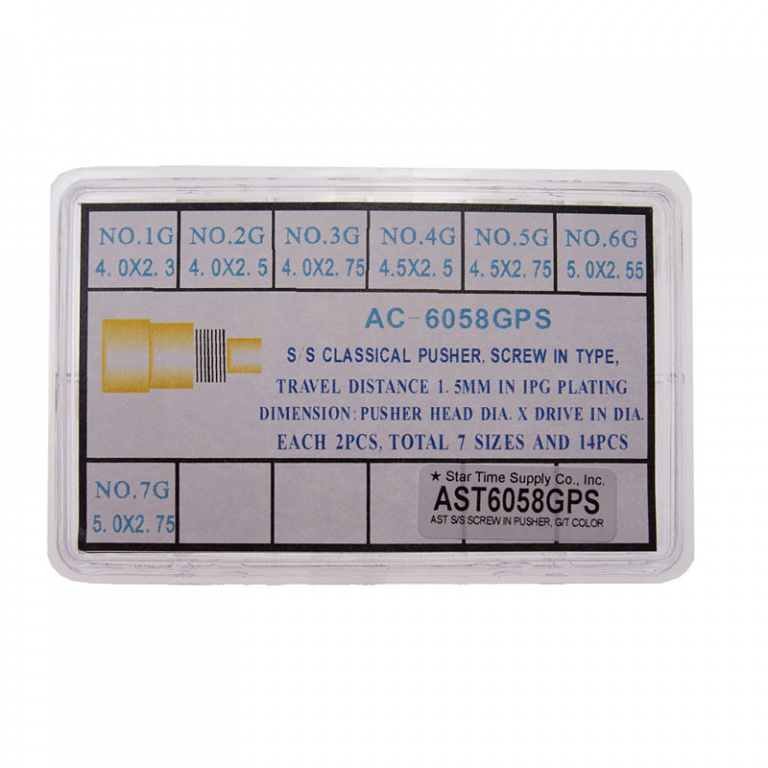 NO.1G NO.2G NO.3G NO.4G NO.5G NO.6G
4.0X2.3 4.0X2.5 4.0X2.75 4.5X2.5 4.5X2.75 5.0X2.55
AC-6058GPS
S/S CLASSICAL PUSHER, SCREW IN TYPE,
TRAVEL DISTANCE 1.5MM IN IPG PLATING
DIMENSION: PUSHER HEAD DIA. X DRIVE IN DIA.
EACH 2PCS, TOTAL 7 SIZES AND 14PCS
NO.7G
5.0X2.75
★ Star Time Supply Co., Inc.
AST6058GPS
AST S/S SCREW IN PUSHER, G/T COLOR